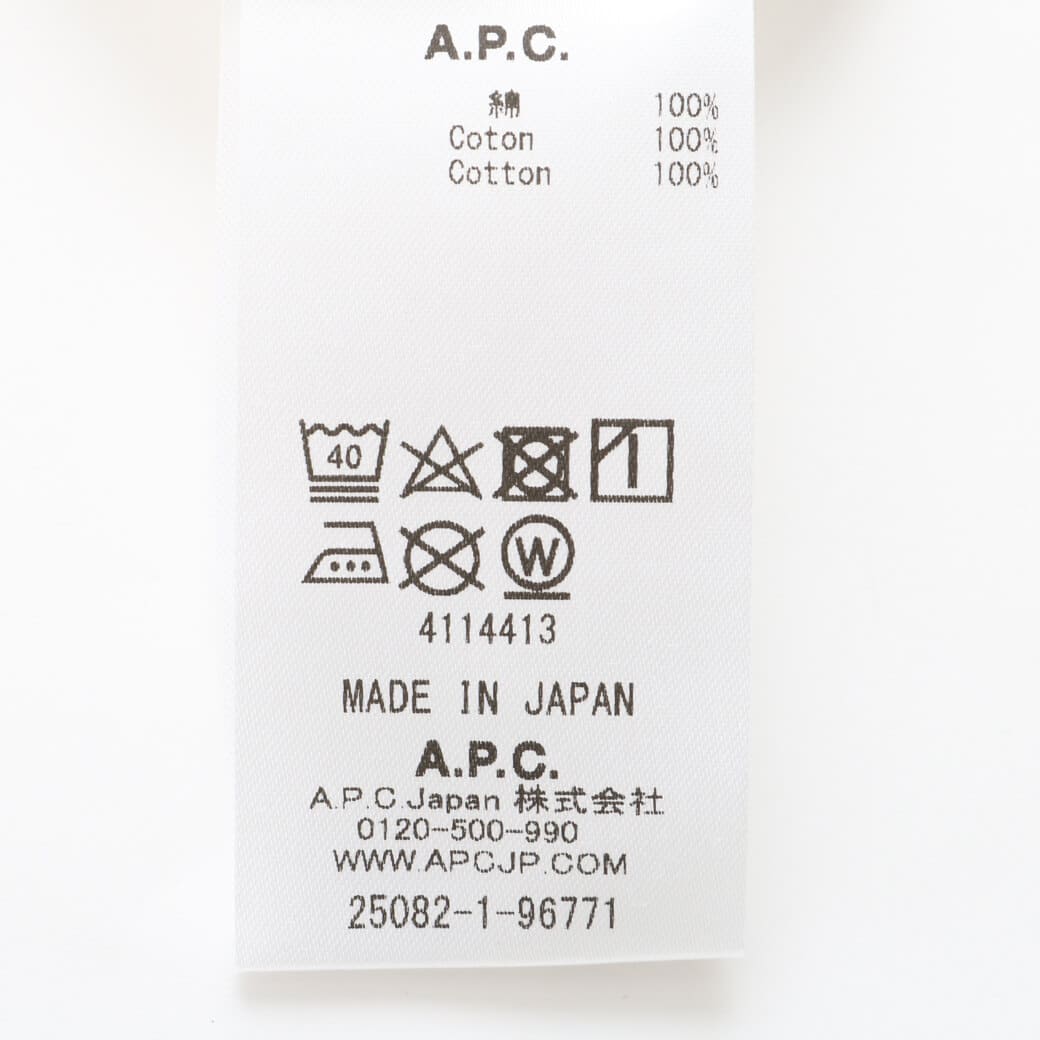 A.P.C.
綿 100%
Coton 100%
Cotton 100%
40
W
4114413
MADE IN JAPAN
A.P.C.
A.P.C.Japan 株式会社
0120-500-990
WWW.APCJP.COM
25082-1-96771